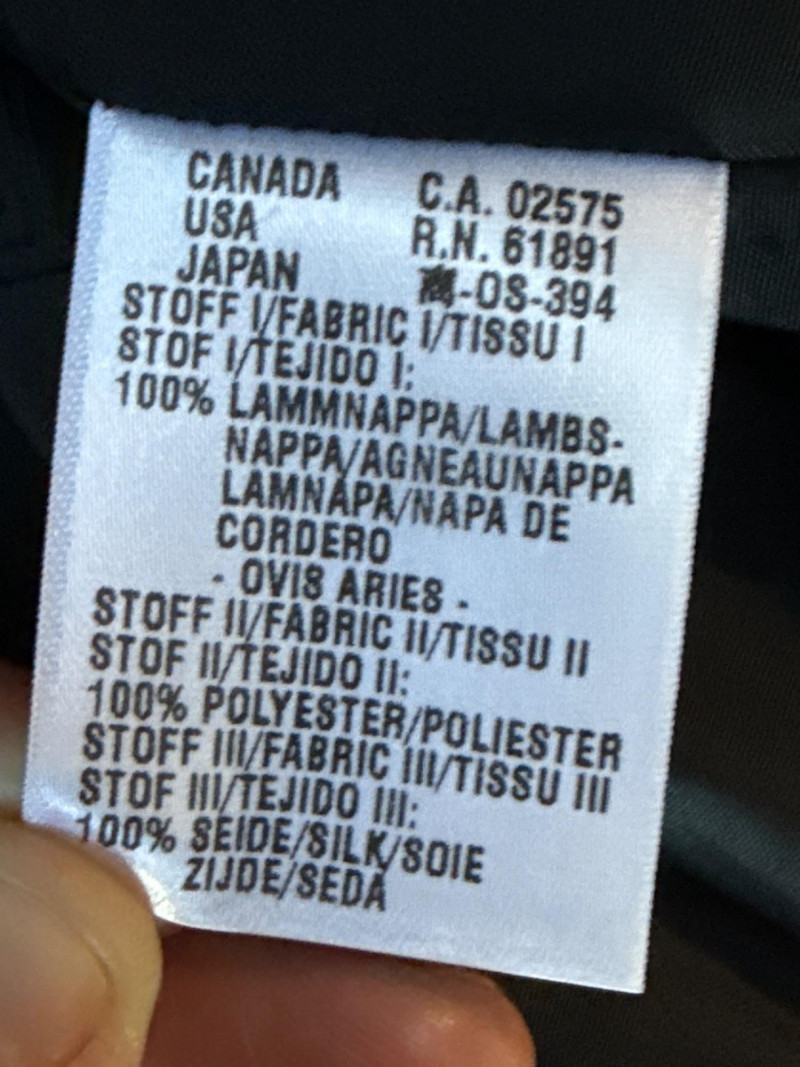 CANADA C.A. 02575
USA R.N. 61891
JAPAN -OS-394
STOFF I/FABRIC I/TISSU I
STOF I/TEJIDO I:
100% LAMMNAPPA/LAMBS-
NAPPA/AGNEAUNAPPA
LAMNAPA/NAPA DE
CORDERO
- OVIS ARIES -
STOFF II/FABRIC II/TISSU II
STOF II/TEJIDO II:
100% POLYESTER/POLIESTER
STOFF III/FABRIC III/TISSU III
STOF III/TEJIDO III:
100% SEIDE/SILK/SOIE
ZIJDE/SEDA